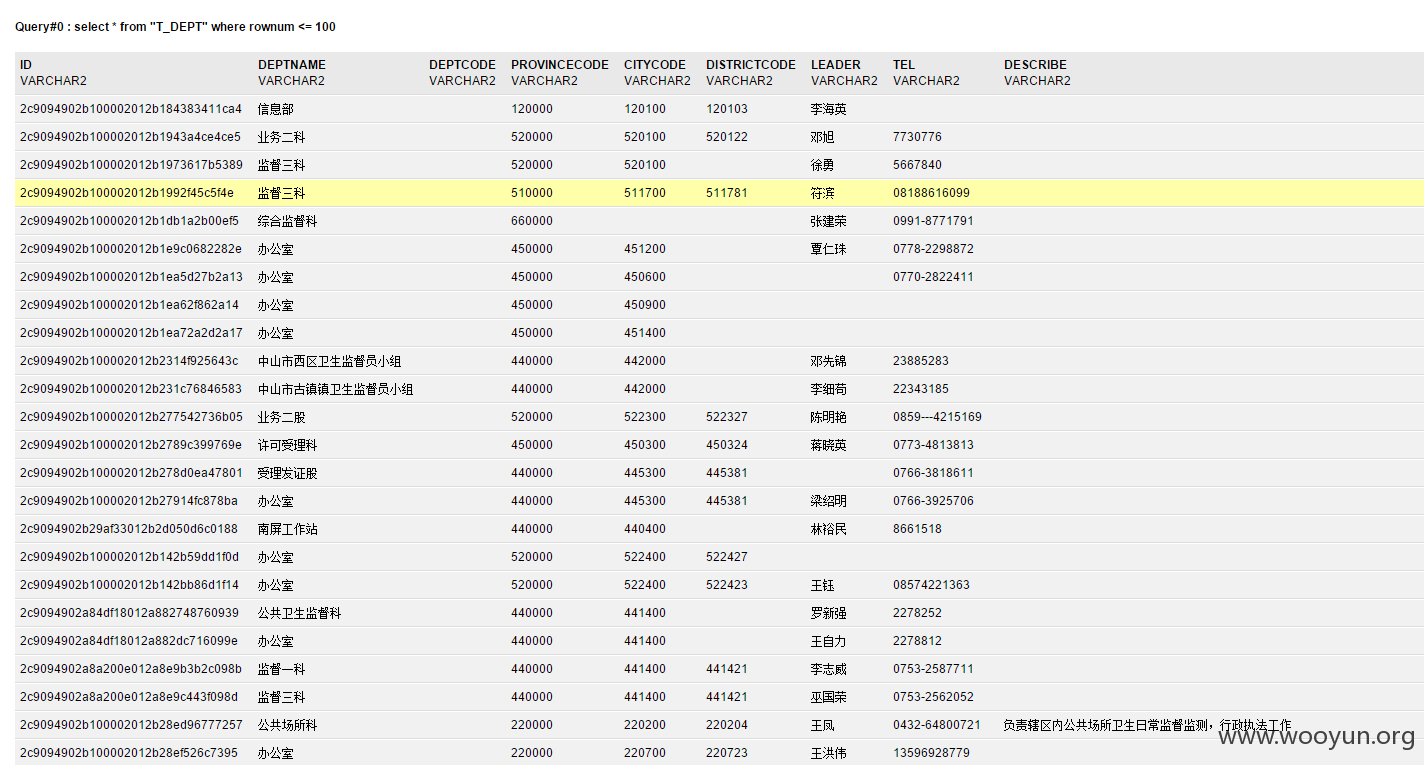 Query#0 : select * from "T_DEPT" where rownum <= 100
ID DEPTNAME DEPTCODE PROVINCECODE CITYCODE DISTRICTCODE LEADER TEL DESCRIBE
VARCHAR2 VARCHAR2 VARCHAR2 VARCHAR2 VARCHAR2 VARCHAR2 VARCHAR2 VARCHAR2 VARCHAR2
2c9094902b100002012b184383411ca4 信息部 120000 120100 120103 李海英
2c9094902b100002012b1943a4ce4ce5 业务二科 520000 520100 520122 邓旭 7730776
2c9094902b100002012b1973617b5389 监督三科 520000 520100 徐勇 5667840
2c9094902b100002012b1992f45c5f4e 监督三科 510000 511700 511781 符滨 08188616099
2c9094902b100002012b1db1a2b00ef5 综合监督科 660000 张建荣 0991-8771791
2c9094902b100002012b1e9c0682282e 办公室 450000 451200 覃仁珠 0778-2298872
2c9094902b100002012b1ea5d27b2a13 办公室 450000 450600 0770-2822411
2c9094902b100002012b1ea62f862a14 办公室 450000 450900
2c9094902b100002012b1ea72a2d2a17 办公室 450000 451400
2c9094902b100002012b2314f925643c 中山市西区卫生监督员小组 440000 442000 邓先锦 23885283
2c9094902b100002012b231c76846583 中山市古镇镇卫生监督员小组 440000 442000 李细苟 22343185
2c9094902b100002012b277542736b05 业务二股 520000 522300 522327 陈明艳 0859---4215169
2c9094902b100002012b2789c399769e 许可受理科 450000 450300 450324 蒋晓英 0773-4813813
2c9094902b100002012b278d0ea47801 受理发证股 440000 445300 445381 0766-3818611
2c9094902b100002012b27914fc878ba 办公室 440000 445300 445381 梁绍明 0766-3925706
2c9094902b29af33012b2d050d6c0188 南屏工作站 440000 440400 林裕民 8661518
2c9094902b100002012b142b59dd1f0d 办公室 520000 522400 522427
2c9094902b100002012b142bb86d1f14 办公室 520000 522400 522423 王钰 08574221363
2c9094902a84df18012a882748760939 公共卫生监督科 440000 441400 罗新强 2278252
2c9094902a84df18012a882dc716099e 办公室 440000 441400 王自力 2278812
2c9094902a8a200e012a8e9b3b2c098b 监督一科 440000 441400 441421 李志威 0753-2587711
2c9094902a8a200e012a8e9c443f098d 监督三科 440000 441400 441421 巫国荣 0753-2562052
2c9094902b100002012b28ed96777257 公共场所科 220000 220200 220204 王凤 0432-64800721 负责辖区内公共场所卫生日常监督监测，行政执法工作
2c9094902b100002012b28ef526c7395 办公室 220000 220700 220723 王洪伟 13596928779
www.wooyun.org